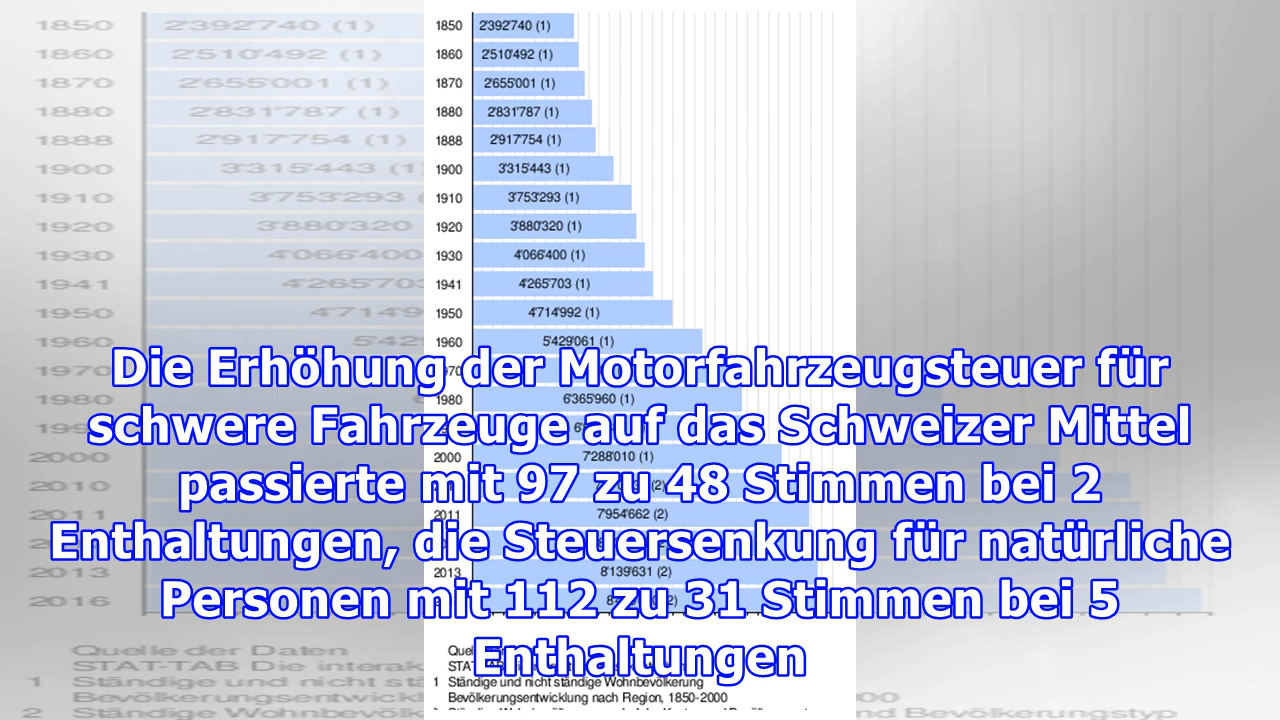 1850 2'392'740 (1)
1860 2'510'492 (1)
1870 2'655'001 (1)
1880 2'831'787 (1)
1888 2'917'754 (1)
1900 3'315'443 (1)
1910 3'753'293 (1)
1920 3'880'320 (1)
1930 4'066'400 (1)
1941 4'265'703 (1)
1950 4'714'992 (1)
1960 5'429'061 (1)
Die Erhöhung der Motorfahrzeugsteuer für
1980 6'365'960 (1)
schwere Fahrzeuge auf das Schweizer Mittel
2000 7'288'010 (1)
passierte mit 97 zu 48 Stimmen bei 2
2011 7'954'662 (2)
Enthaltungen, die Steuersenkung für natürliche
2013 8'139'631 (2)
Personen mit 112 zu 31 Stimmen bei 5
Enthaltungen
1 Ständige und nicht ständige Wohnbevölkerung
Bevölkerungsentwicklung nach Region, 1850-2000